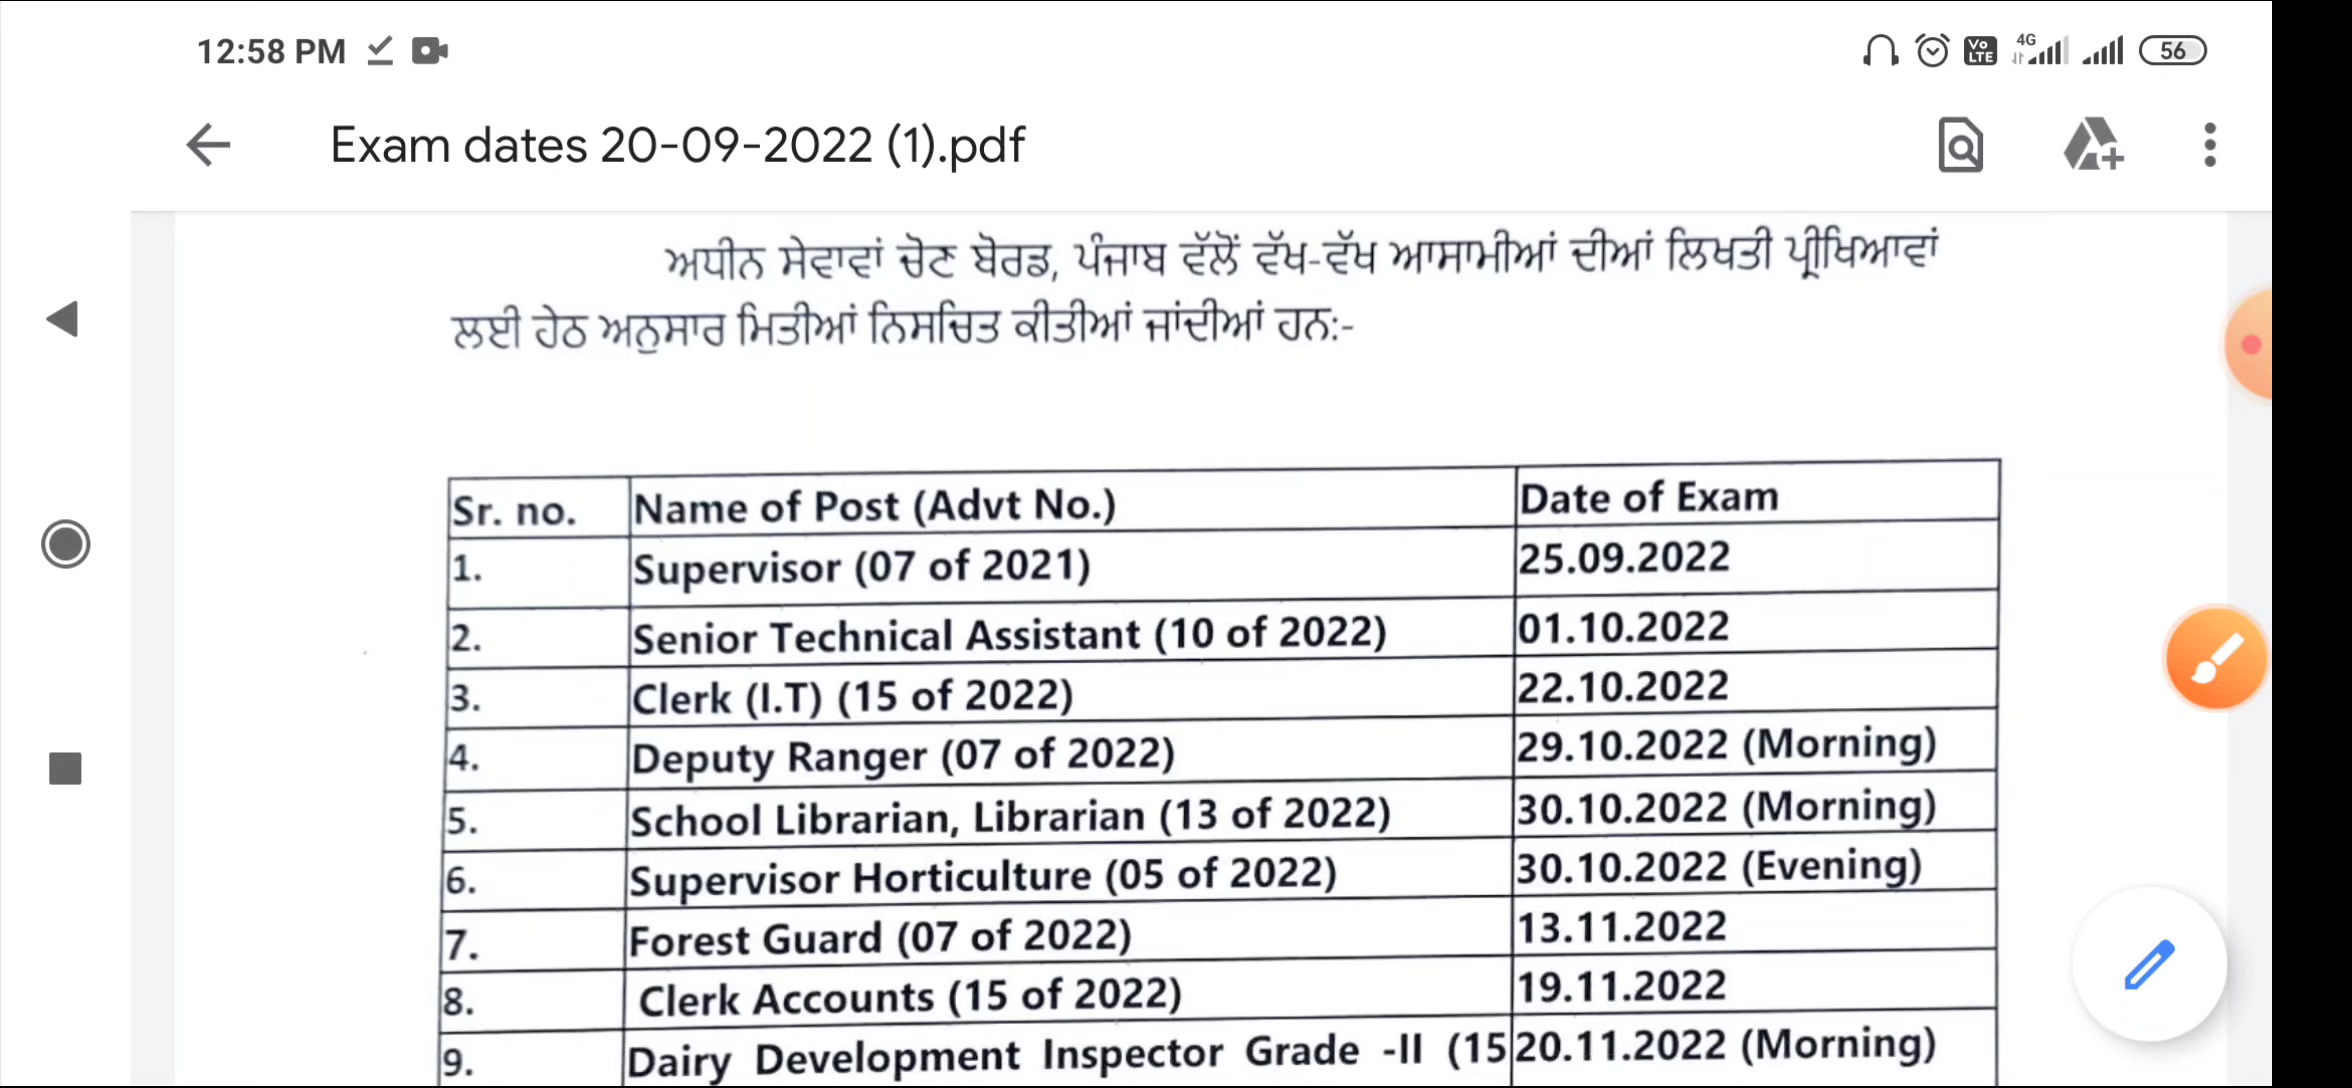 12:58 PM
Vo LTE 4G 56
Exam dates 20-09-2022 (1).pdf
ਅਧੀਨ ਸੇਵਾਵਾਂ ਚੋਣ ਬੋਰਡ, ਪੰਜਾਬ ਵੱਲੋਂ ਵੱਖ-ਵੱਖ ਆਸਾਮੀਆਂ ਦੀਆਂ ਲਿਖਤੀ ਪ੍ਰੀਖਿਆਵਾਂ
ਲਈ ਹੇਠ ਅਨੁਸਾਰ ਮਿਤੀਆਂ ਨਿਸਚਿਤ ਕੀਤੀਆਂ ਜਾਂਦੀਆਂ ਹਨ:-
Sr. no. Name of Post (Advt No.) Date of Exam
1. Supervisor (07 of 2021) 25.09.2022
2. Senior Technical Assistant (10 of 2022) 01.10.2022
3. Clerk (I.T) (15 of 2022) 22.10.2022
4. Deputy Ranger (07 of 2022) 29.10.2022 (Morning)
5. School Librarian, Librarian (13 of 2022) 30.10.2022 (Morning)
6. Supervisor Horticulture (05 of 2022) 30.10.2022 (Evening)
7. Forest Guard (07 of 2022) 13.11.2022
8. Clerk Accounts (15 of 2022) 19.11.2022
9. Dairy Development Inspector Grade -II (15 20.11.2022 (Morning)